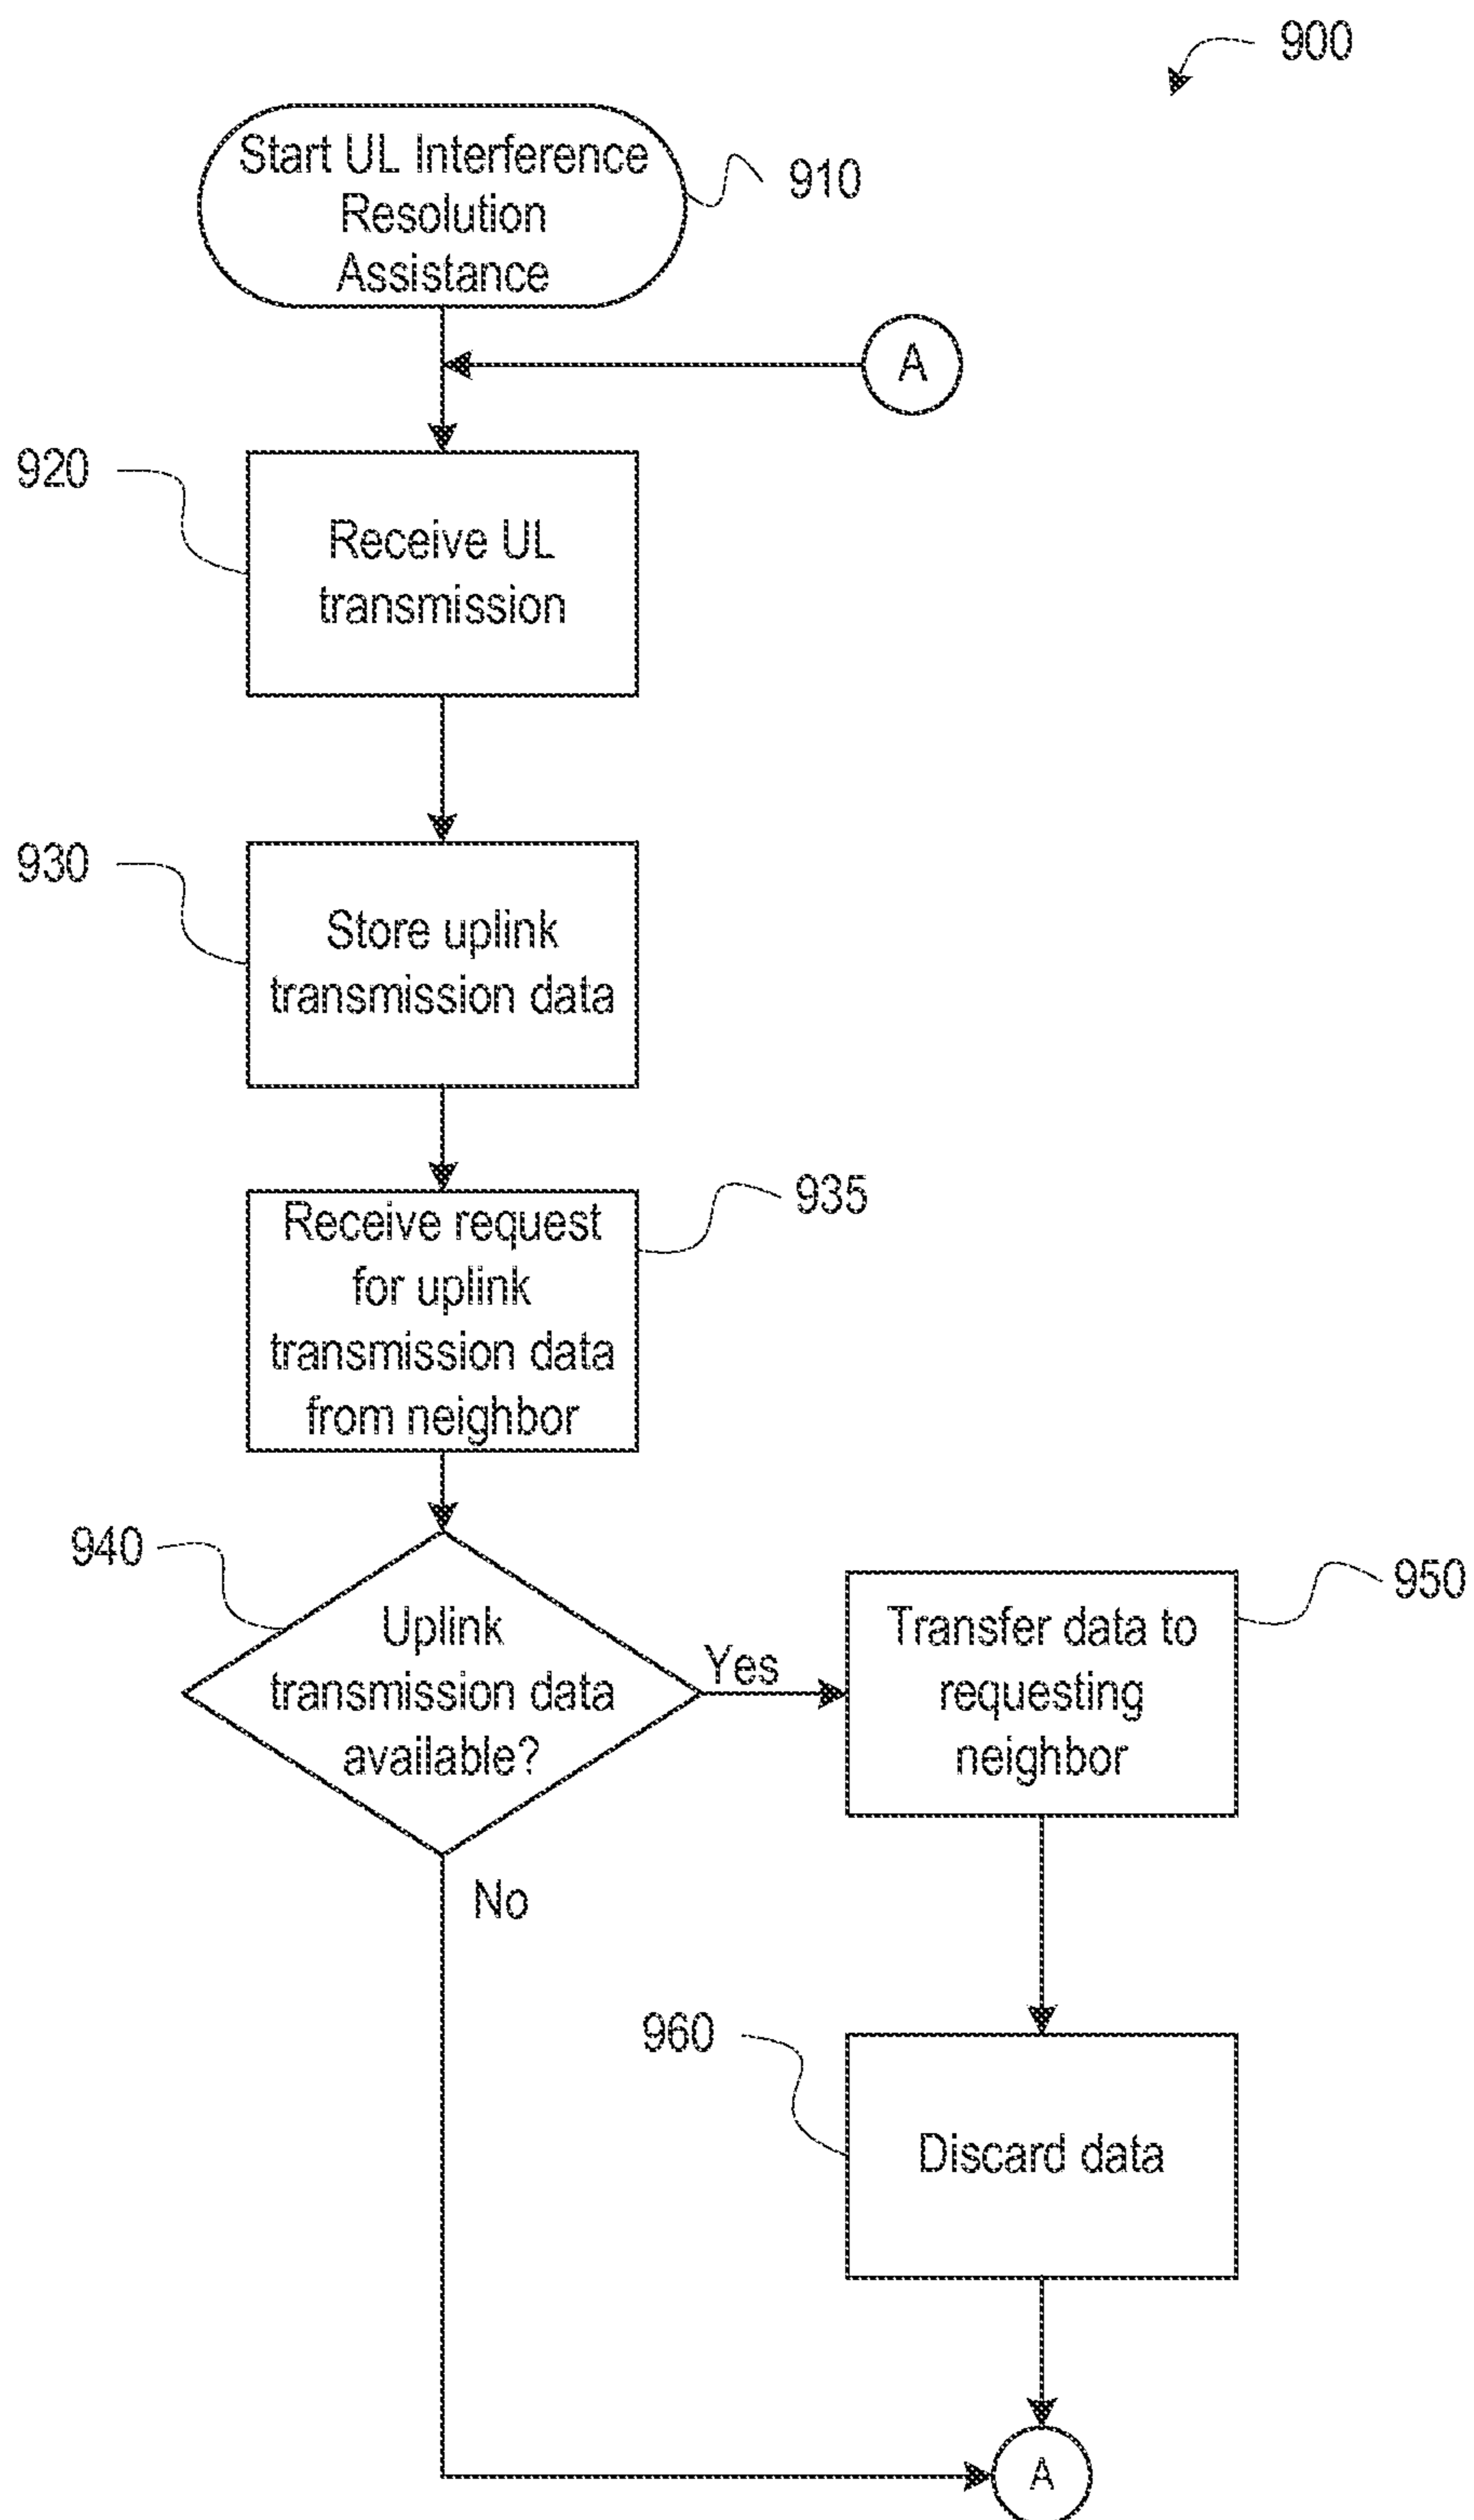 900
Start UL Interference
Resolution
Assistance
910
A
920
Receive UL
transmission
930
Store uplink
transmission data
935
Receive request
for uplink
transmission data
from neighbor
940
Uplink
transmission data
available?
Yes
950
Transfer data to
requesting
neighbor
No
960
Discard data
A